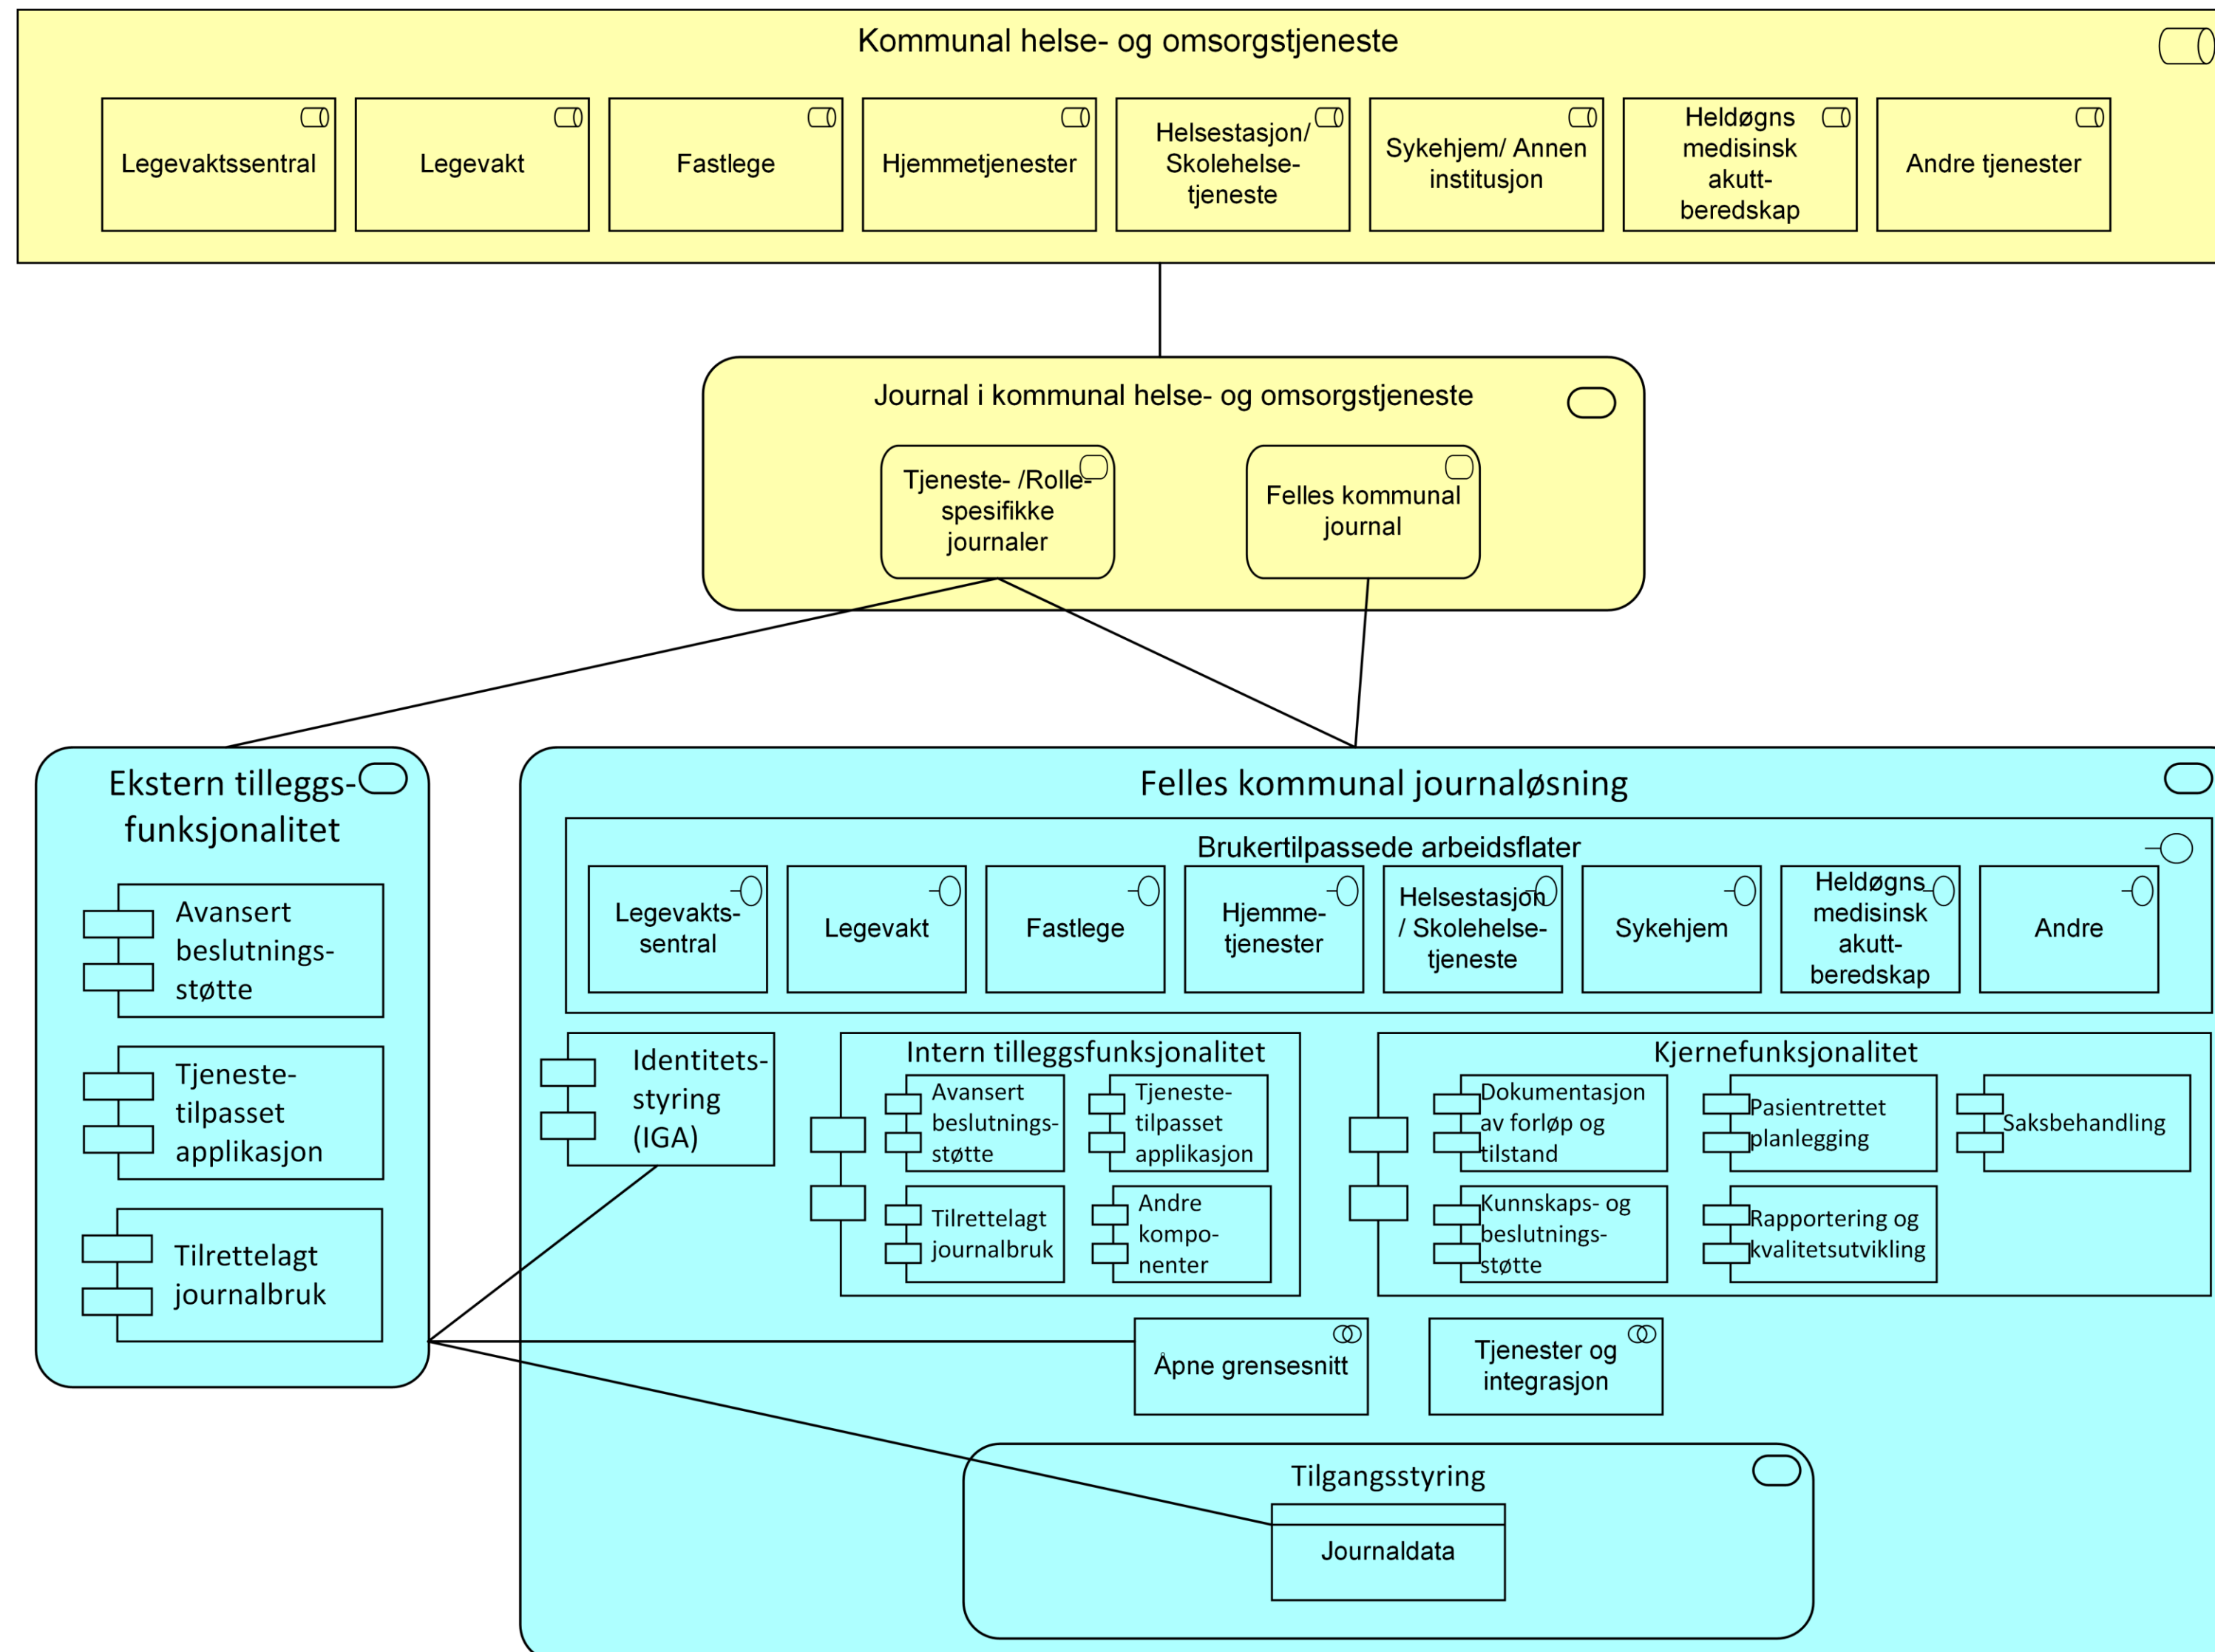 Kommunal helse- og omsorgstjeneste
Legevaktssentral
Legevakt
Fastlege
Hjemmetjenester
Helsestasjon/
Skolehelse-
tjeneste
Sykehjem/ Annen
institusjon
Heldøgns
medisinsk
akutt-
beredskap
Andre tjenester
Journal i kommunal helse- og omsorgstjeneste
Tjeneste- /Rolle-
spesifikke
journaler
Felles kommunal
journal
Ekstern tilleggs-
funksjonalitet
Avansert
beslutnings-
støtte
Tjeneste-
tilpasset
applikasjon
Tilrettelagt
journalbruk
Felles kommunal journaløsning
Brukertilpassede arbeidsflater
Legevakts-
sentral
Legevakt
Fastlege
Hjemme-
tjenester
Helsestasjon
/ Skolehelse-
tjeneste
Sykehjem
Heldøgns
medisinsk
akutt-
beredskap
Andre
Identitets-
styring
(IGA)
Intern tilleggsfunksjonalitet
Avansert
beslutnings-
støtte
Tjeneste-
tilpasset
applikasjon
Tilrettelagt
journalbruk
Andre
kompo-
nenter
Kjernefunksjonalitet
Dokumentasjon
av forløp og
tilstand
Pasientrettet
planlegging
Saksbehandling
Kunnskaps- og
beslutnings-
støtte
Rapportering og
kvalitetsutvikling
Åpne grensesnitt
Tjenester og
integrasjon
Tilgangsstyring
Journaldata